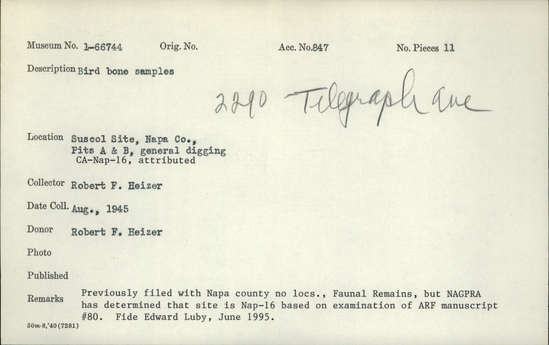 Museum No. 1-66744 Orig. No. Acc. No. 847 No. Pieces 11
Description Bird bone samples
2290 Telegraph Ave
Location Suscol Site, Napa Co.,
Pits A & B, general digging
CA-Nap-16, attributed
Collector Robert F. Heizer
Date Coll. Aug., 1945
Donor Robert F. Heizer
Photo
Published
Remarks Previously filed with Napa county no locs., Faunal Remains, but NAGPRA
has determined that site is Nap-16 based on examination of ARF manuscript
#80. Fide Edward Luby, June 1995.
50m-8,'40(7281)